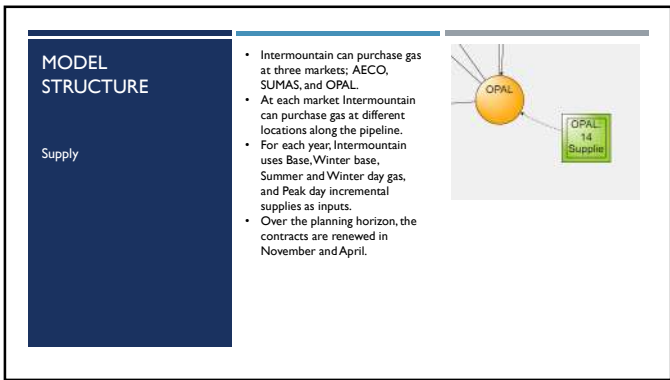 MODEL
STRUCTURE
Supply
• Intermountain can purchase gas
at three markets; AECO,
SUMAS, and OPAL.
• At each market Intermountain
can purchase gas at different
locations along the pipeline.
• For each year, Intermountain
uses Base, Winter base,
Summer and Winter day gas,
and Peak day incremental
supplies as inputs.
• Over the planning horizon, the
contracts are renewed in
November and April.
OPAL
OPAL:
14
Supplie